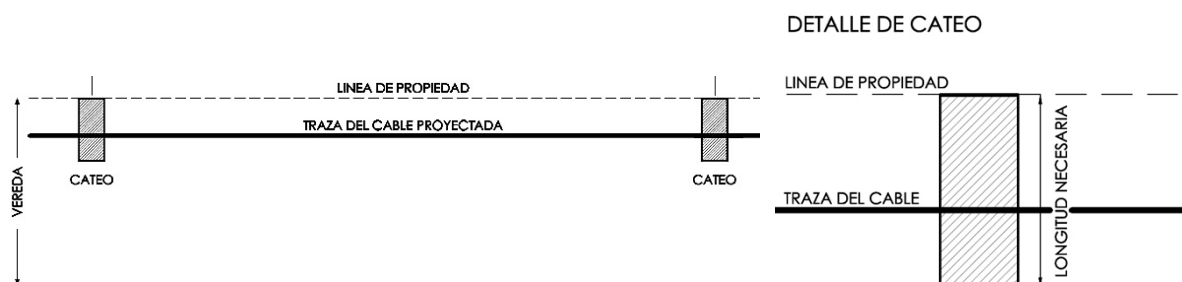 DETALLE DE CATEO
LINEA DE PROPIEDAD
TRAZA DEL CABLE PROYECTADA
CATEO
CATEO
VEREDA
LINEA DE PROPIEDAD
TRAZA DEL CABLE
LONGITUD NECESARIA